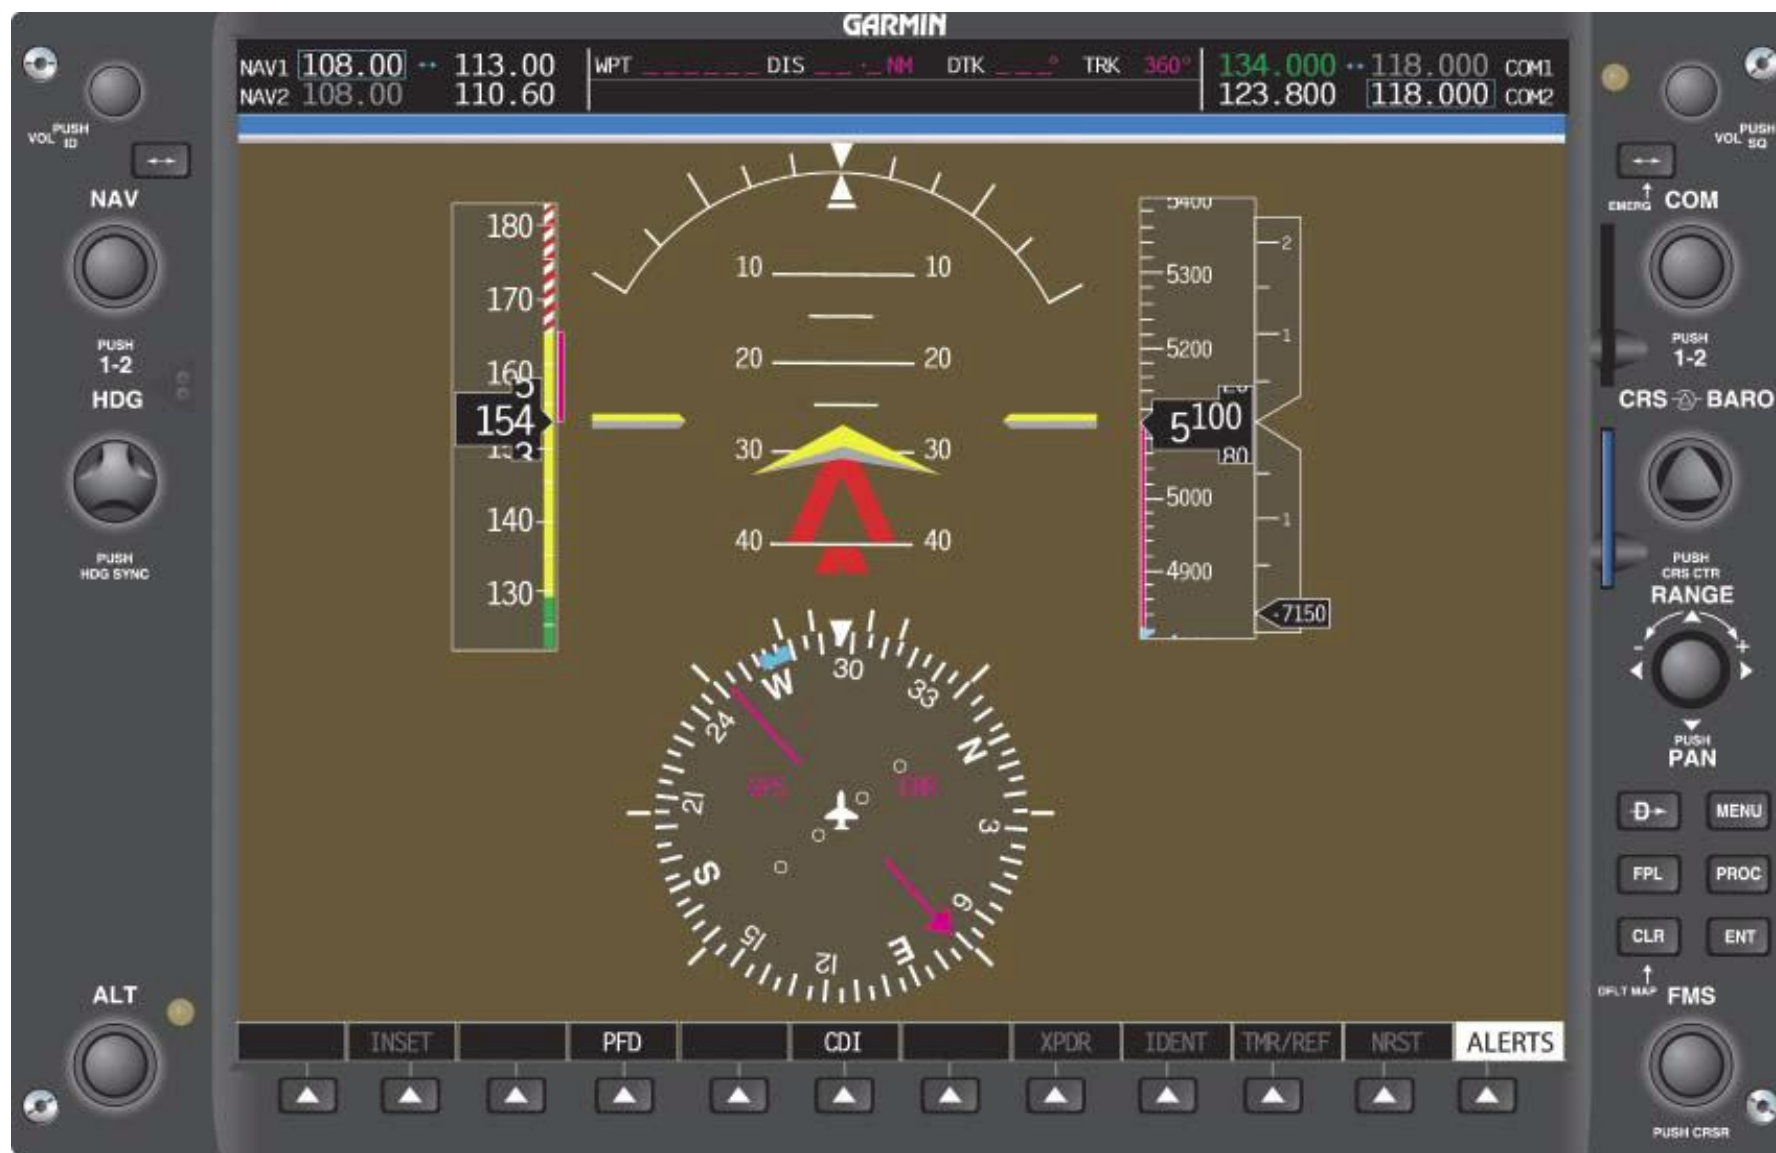 GARMIN
NAV1 108.00 ↔ 113.00 WPT _ _ _ _ _ _ DIS _ _ . _ NM DTK _ _ _° TRK 360° 134.000 ↔ 118.000 COM1
NAV2 108.00 110.60 123.800 118.000 COM2
VOL PUSH ID
VOL PUSH SQ
NAV
EMERG
COM
PUSH
1-2
HDG
PUSH
HDG SYNC
PUSH
1-2
CRS BARO
PUSH
CRS CTR
RANGE
- +
PUSH
PAN
180
170
160
154
140
130
10 10
20 20
30 30
40 40
5400
5300
5200
5100
80
5000
4900
2
1
1
-7150
30
33
N
3
6
E
12
15
S
21
24
W
GPS
D MENU
FPL PROC
CLR ENT
DFLT MAP
FMS
PUSH CRSR
ALT
INSET PFD CDI XPDR IDENT TMR/REF NRST ALERTS